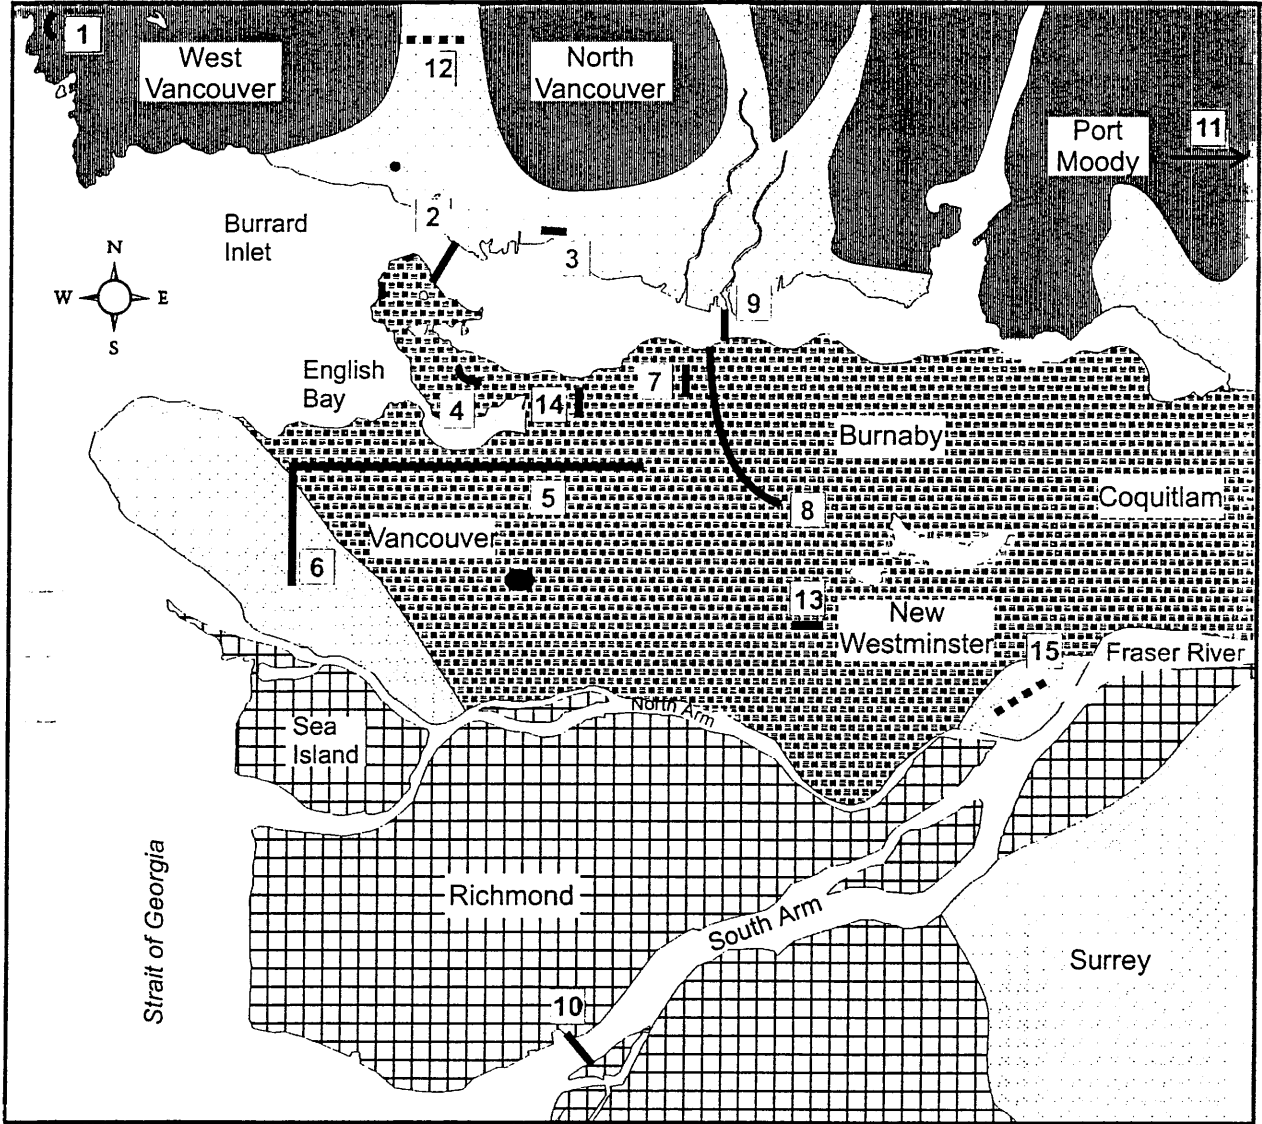 1
West
Vancouver
12
North
Vancouver
Port
Moody
11
Burrard
Inlet
2
3
N
W
E
S
9
English
Bay
4
14
7
Burnaby
5
8
Coquitlam
Vancouver
6
13
New
Westminster
15
Fraser River
North Arm
Sea
Island
Strait of Georgia
Richmond
South Arm
Surrey
10